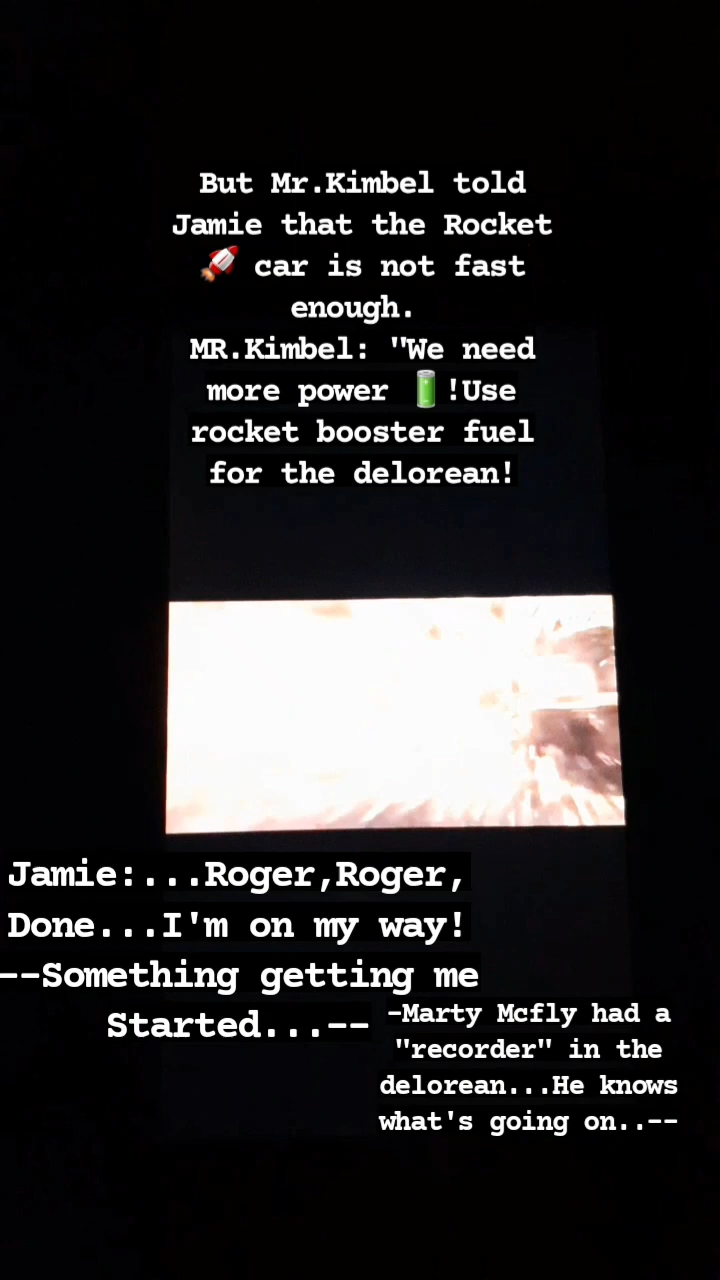 But Mr.Kimbel told
Jamie that the Rocket
🚀 car is not fast
enough.
MR.Kimbel: "We need
more power 🔋!Use
rocket booster fuel
for the delorean!
Jamie:...Roger,Roger,
Done...I'm on my way!
--Something getting me
Started...--
-Marty Mcfly had a
"recorder" in the
delorean...He knows
what's going on..--